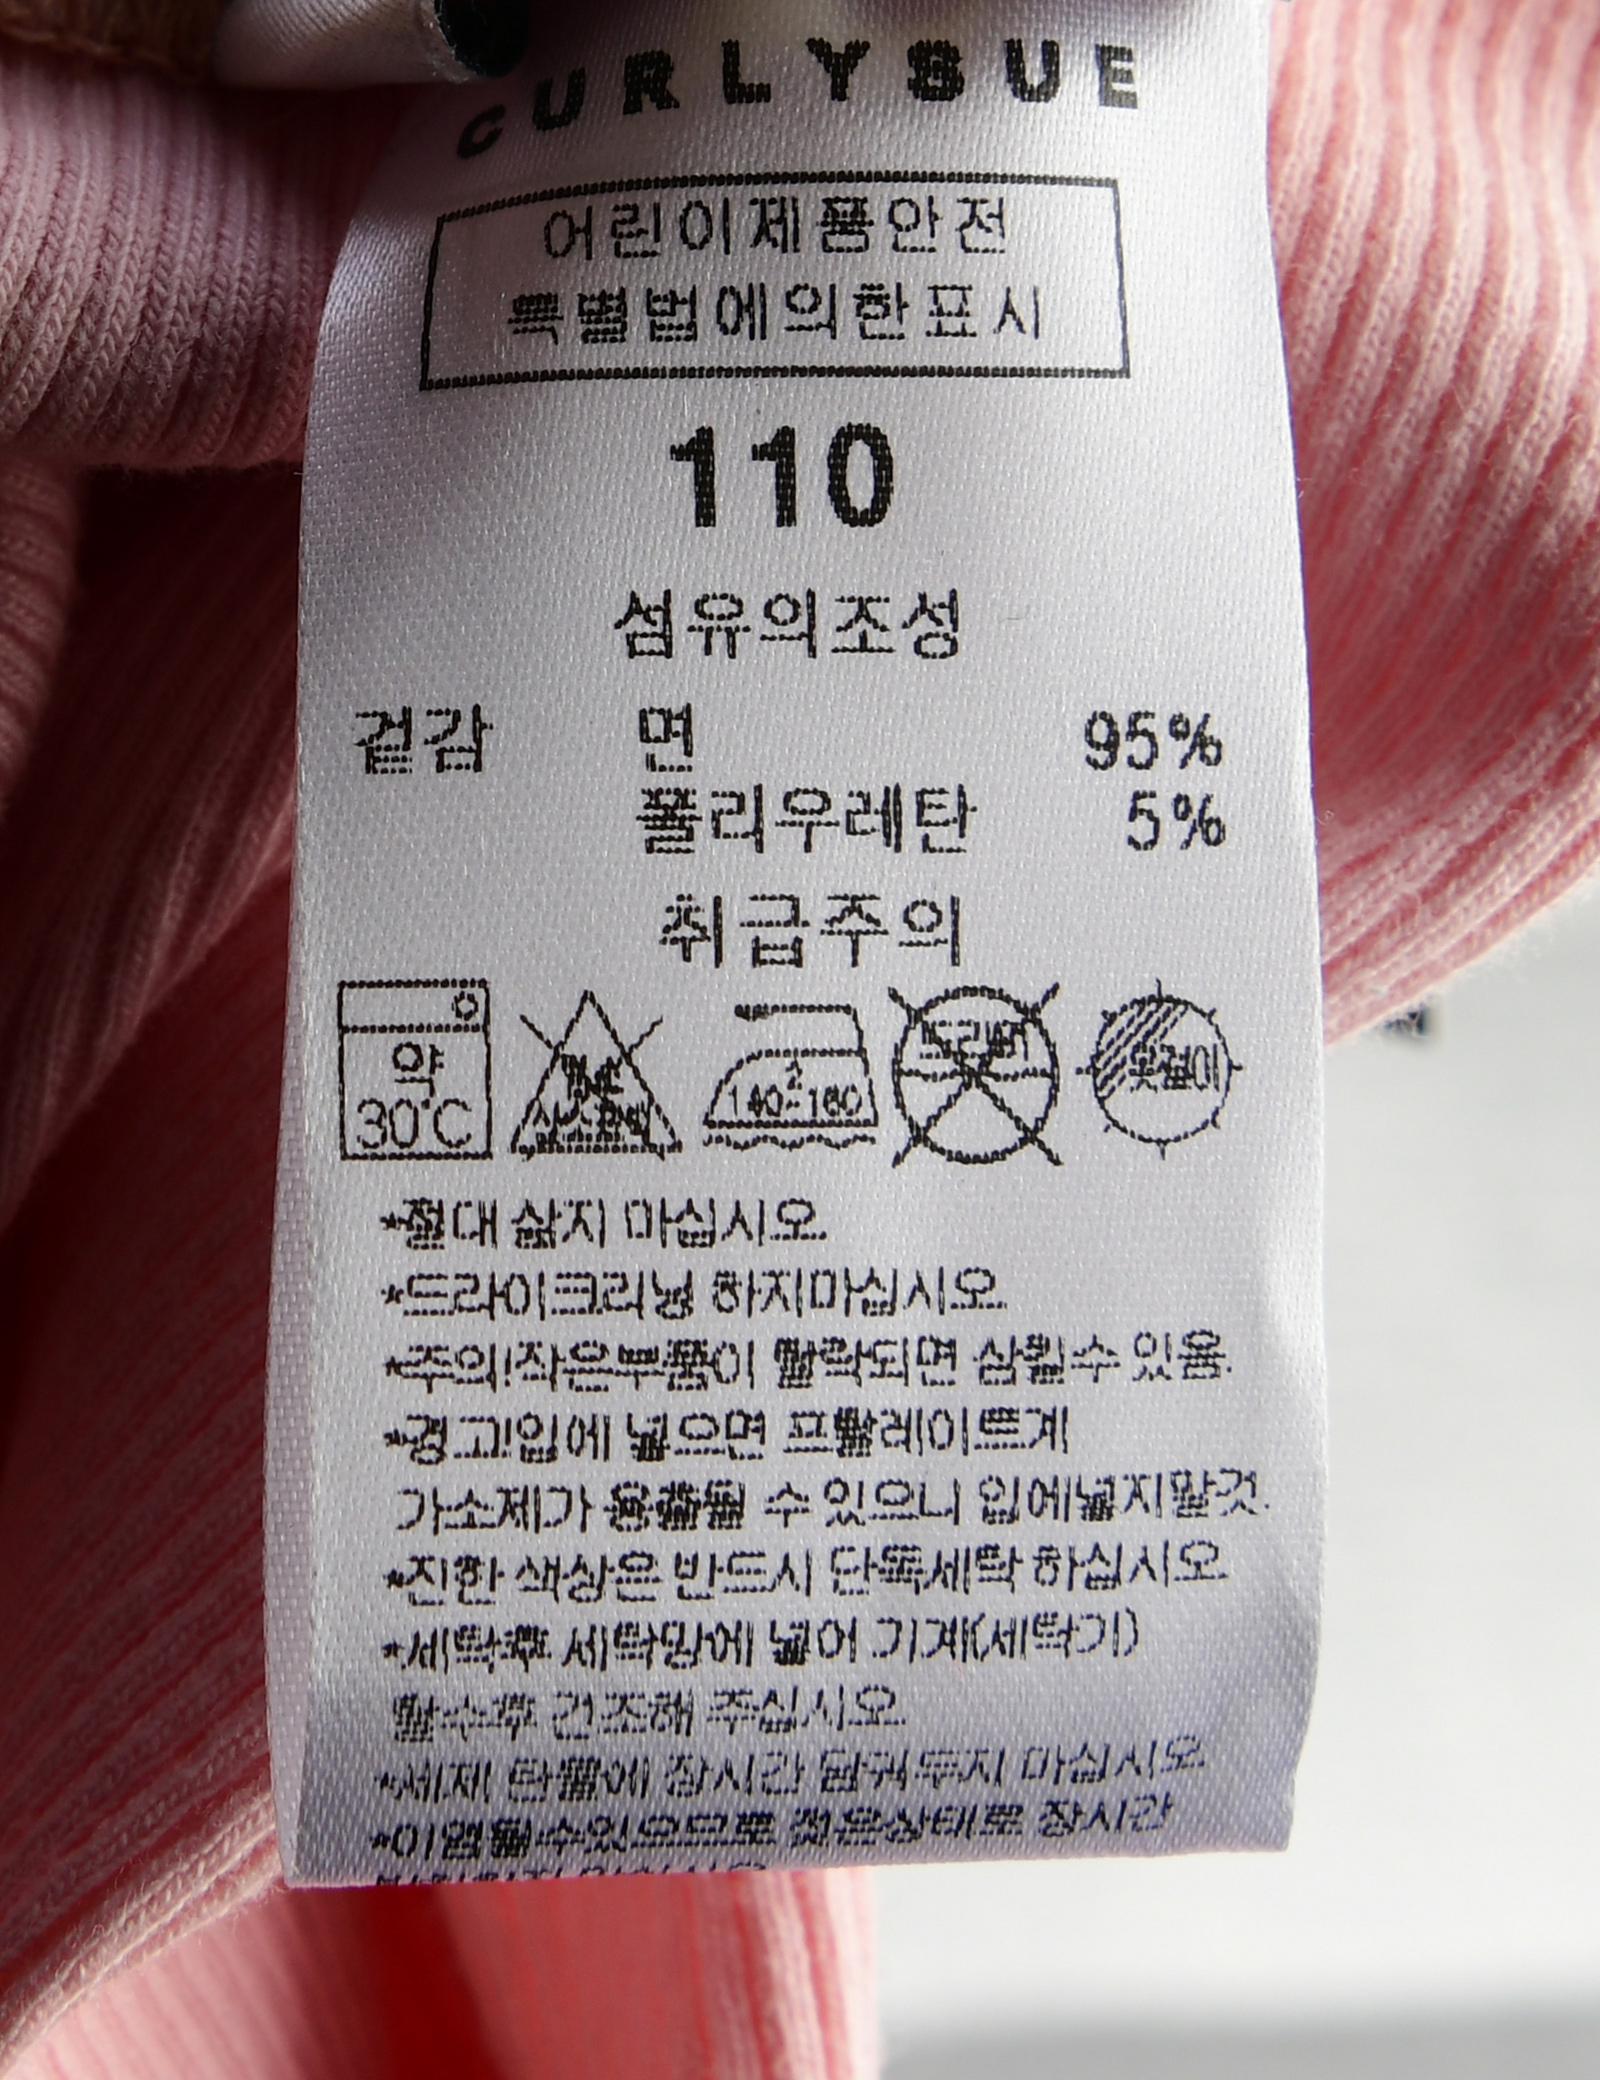 CURLYSUE
어린이제품안전
특별법에의한표시
110
섬유의조성
겉감 면 95%
폴리우레탄 5%
취급주의
약 30℃
140~160
드라이
옷걸이
*절대 삶지 마십시오
*드라이크리닝 하지마십시오
*주의!작은부품이 탈락되면 삼킬수 있음.
*경고!입에 넣으면 프탈레이트계
가소제가 용출될 수 있으니 입에넣지말것.
*진한 색상은 반드시 단독세탁 하십시오
*세탁후 세탁망에 넣어 기계(세탁기)
탈수후 건조해 주십시오
*세제 탄물에 장시간 담궈두지 마십시오
*이염될수있으므로 젖은상태로 장시간